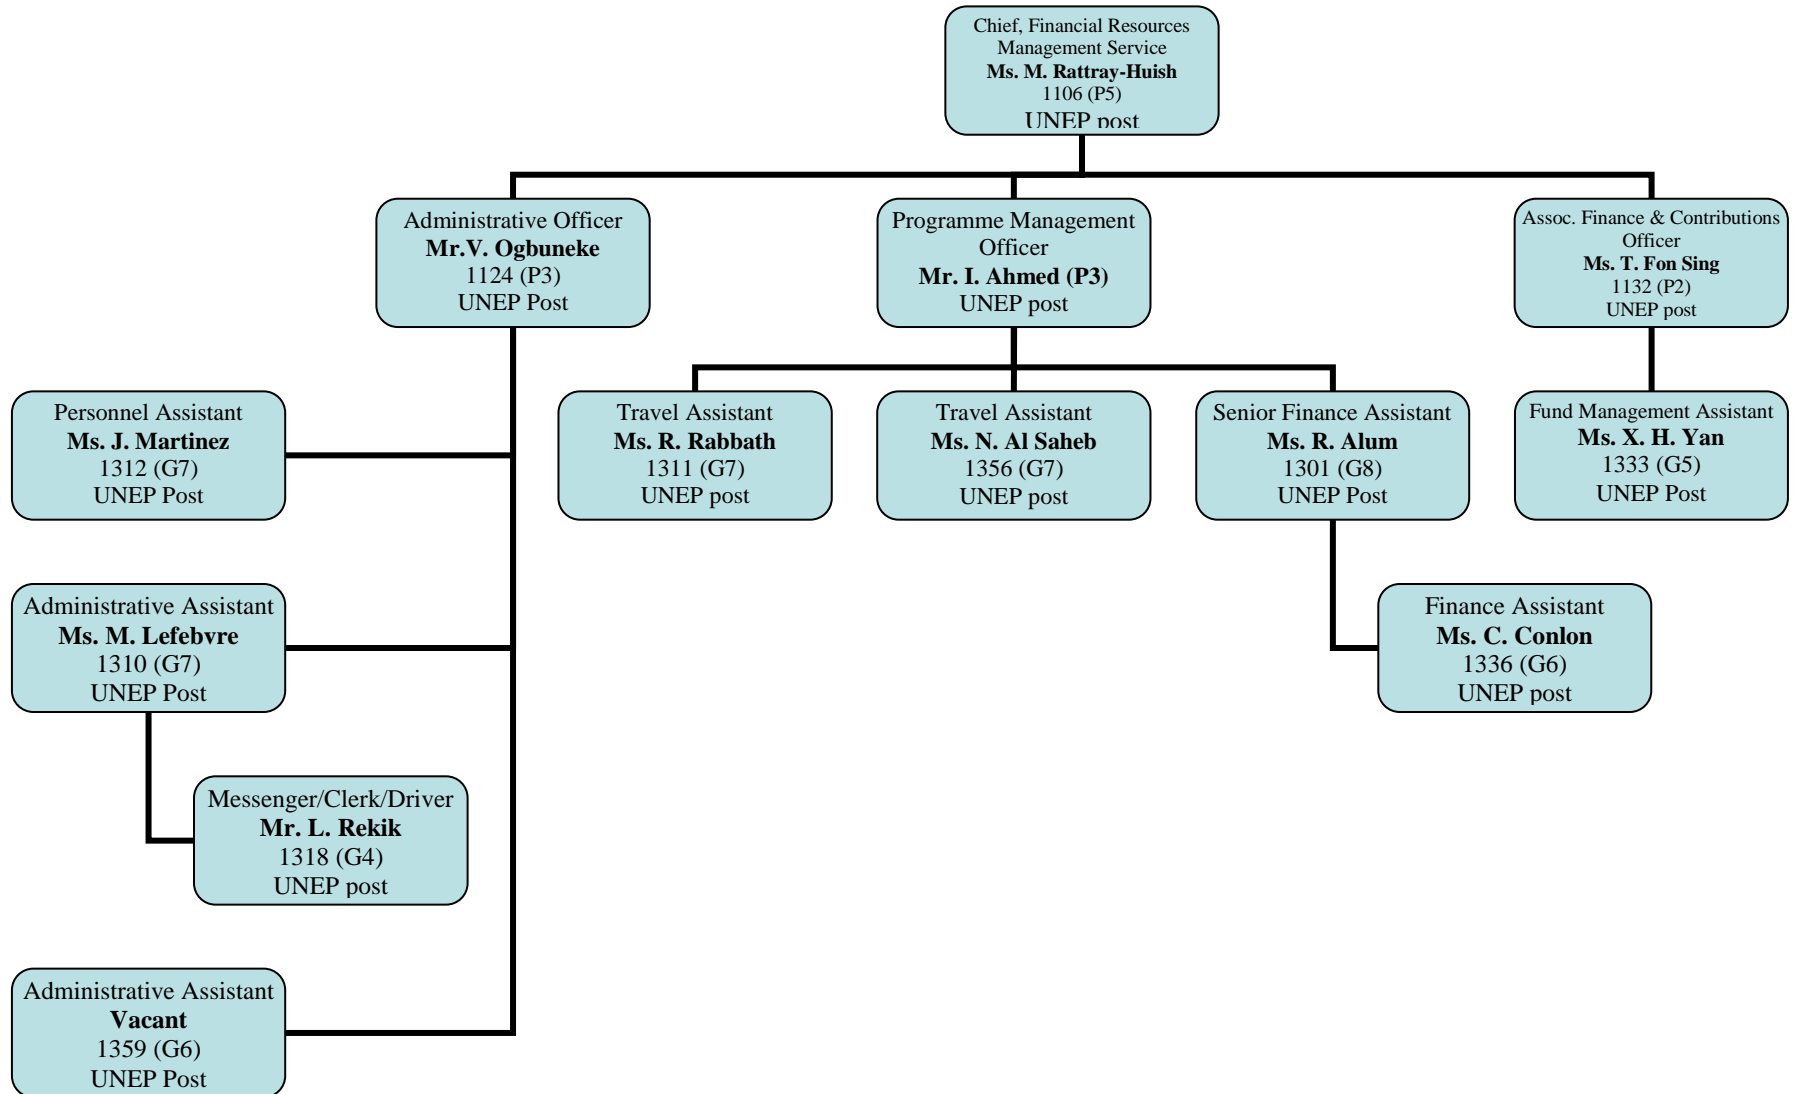 Chief, Financial Resources
Management Service
Ms. M. Rattray-Huish
1106 (P5)
UNEP post
Administrative Officer
Mr.V. Ogbuneke
1124 (P3)
UNEP Post
Programme Management
Officer
Mr. I. Ahmed (P3)
UNEP post
Assoc. Finance & Contributions
Officer
Ms. T. Fon Sing
1132 (P2)
UNEP post
Personnel Assistant
Ms. J. Martinez
1312 (G7)
UNEP Post
Travel Assistant
Ms. R. Rabbath
1311 (G7)
UNEP post
Travel Assistant
Ms. N. Al Saheb
1356 (G7)
UNEP post
Senior Finance Assistant
Ms. R. Alum
1301 (G8)
UNEP Post
Fund Management Assistant
Ms. X. H. Yan
1333 (G5)
UNEP Post
Administrative Assistant
Ms. M. Lefebvre
1310 (G7)
UNEP Post
Finance Assistant
Ms. C. Conlon
1336 (G6)
UNEP post
Messenger/Clerk/Driver
Mr. L. Rekik
1318 (G4)
UNEP post
Administrative Assistant
Vacant
1359 (G6)
UNEP Post